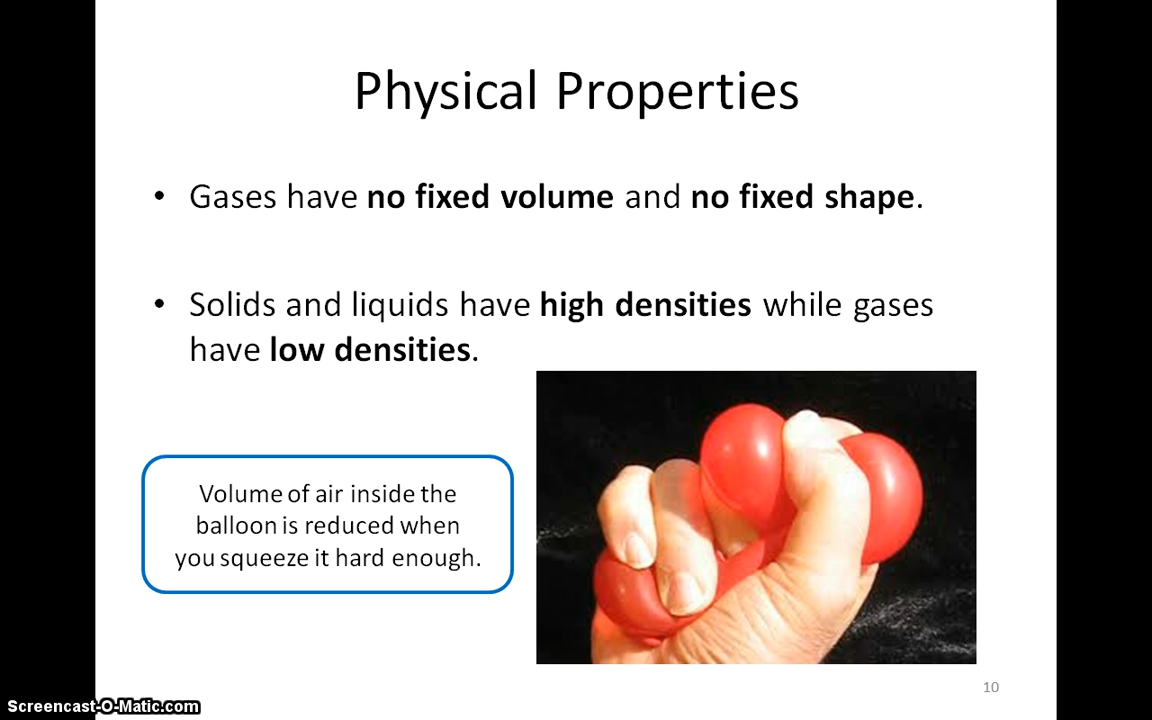 Physical Properties
• Gases have no fixed volume and no fixed shape.
• Solids and liquids have high densities while gases
have low densities.
Volume of air inside the
balloon is reduced when
you squeeze it hard enough.
10
Screencast-O-Matic.com